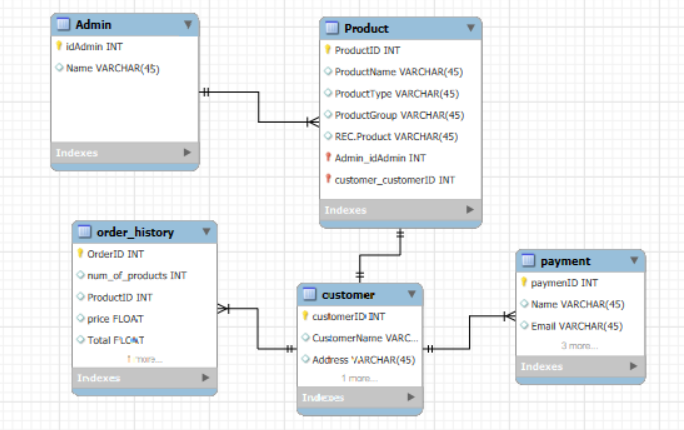 Admin
idAdmin INT
Name VARCHAR(45)
Indexes
Product
ProductID INT
ProductName VARCHAR(45)
ProductType VARCHAR(45)
ProductGroup VARCHAR(45)
REC.Product VARCHAR(45)
Admin_idAdmin INT
customer_customerID INT
Indexes
order_history
OrderID INT
num_of_products INT
ProductID INT
price FLOAT
Total FLOAT
1 more...
Indexes
customer
customerID INT
CustomerName VARC...
Address VARCHAR(45)
1 more...
Indexes
payment
paymenID INT
Name VARCHAR(45)
Email VARCHAR(45)
3 more...
Indexes